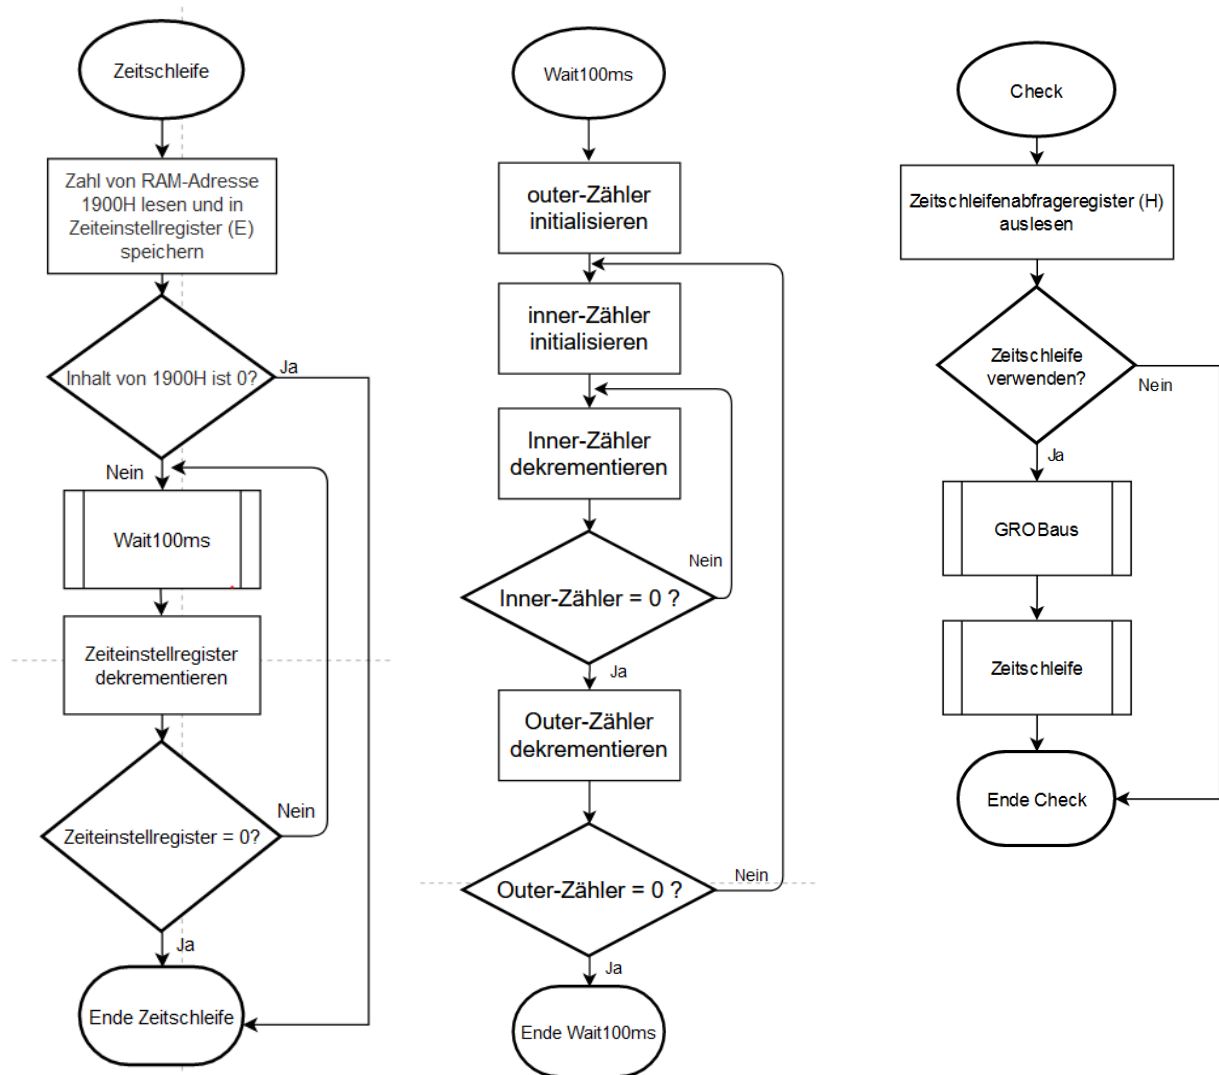 Zeitschleife
Zahl von RAM-Adresse
1900H lesen und in
Zeiteinstellregister (E)
speichern
Inhalt von 1900H ist 0?
Ja
Nein
Wait100ms
Zeiteinstellregister
dekrementieren
Nein
Zeiteinstellregister = 0?
Ja
Ende Zeitschleife
Wait100ms
outer-Zähler
initialisieren
inner-Zähler
initialisieren
Inner-Zähler
dekrementieren
Nein
Inner-Zähler = 0 ?
Ja
Outer-Zähler
dekrementieren
Nein
Outer-Zähler = 0 ?
Ja
Ende Wait100ms
Check
Zeitschleifenabfrageregister (H)
auslesen
Zeitschleife
verwenden?
Nein
Ja
GROBaus
Zeitschleife
Ende Check